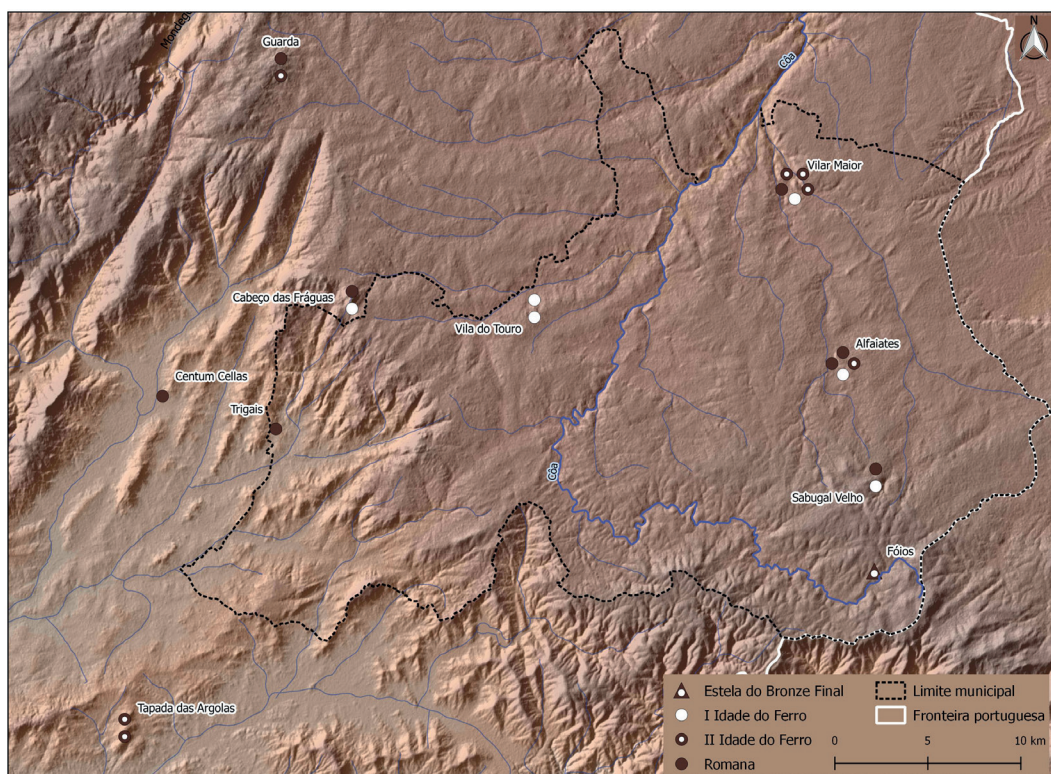 Mondego
Guarda
N
Côa
Vilar Maior
Cabeço das Fráguas
Vila do Touro
Alfaiates
Centum Cellas
Trigais
Côa
Sabugal Velho
Fóios
Tapada das Argolas
Estela do Bronze Final
I Idade do Ferro
II Idade do Ferro
Romana
Limite municipal
Fronteira portuguesa
0 5 10 km